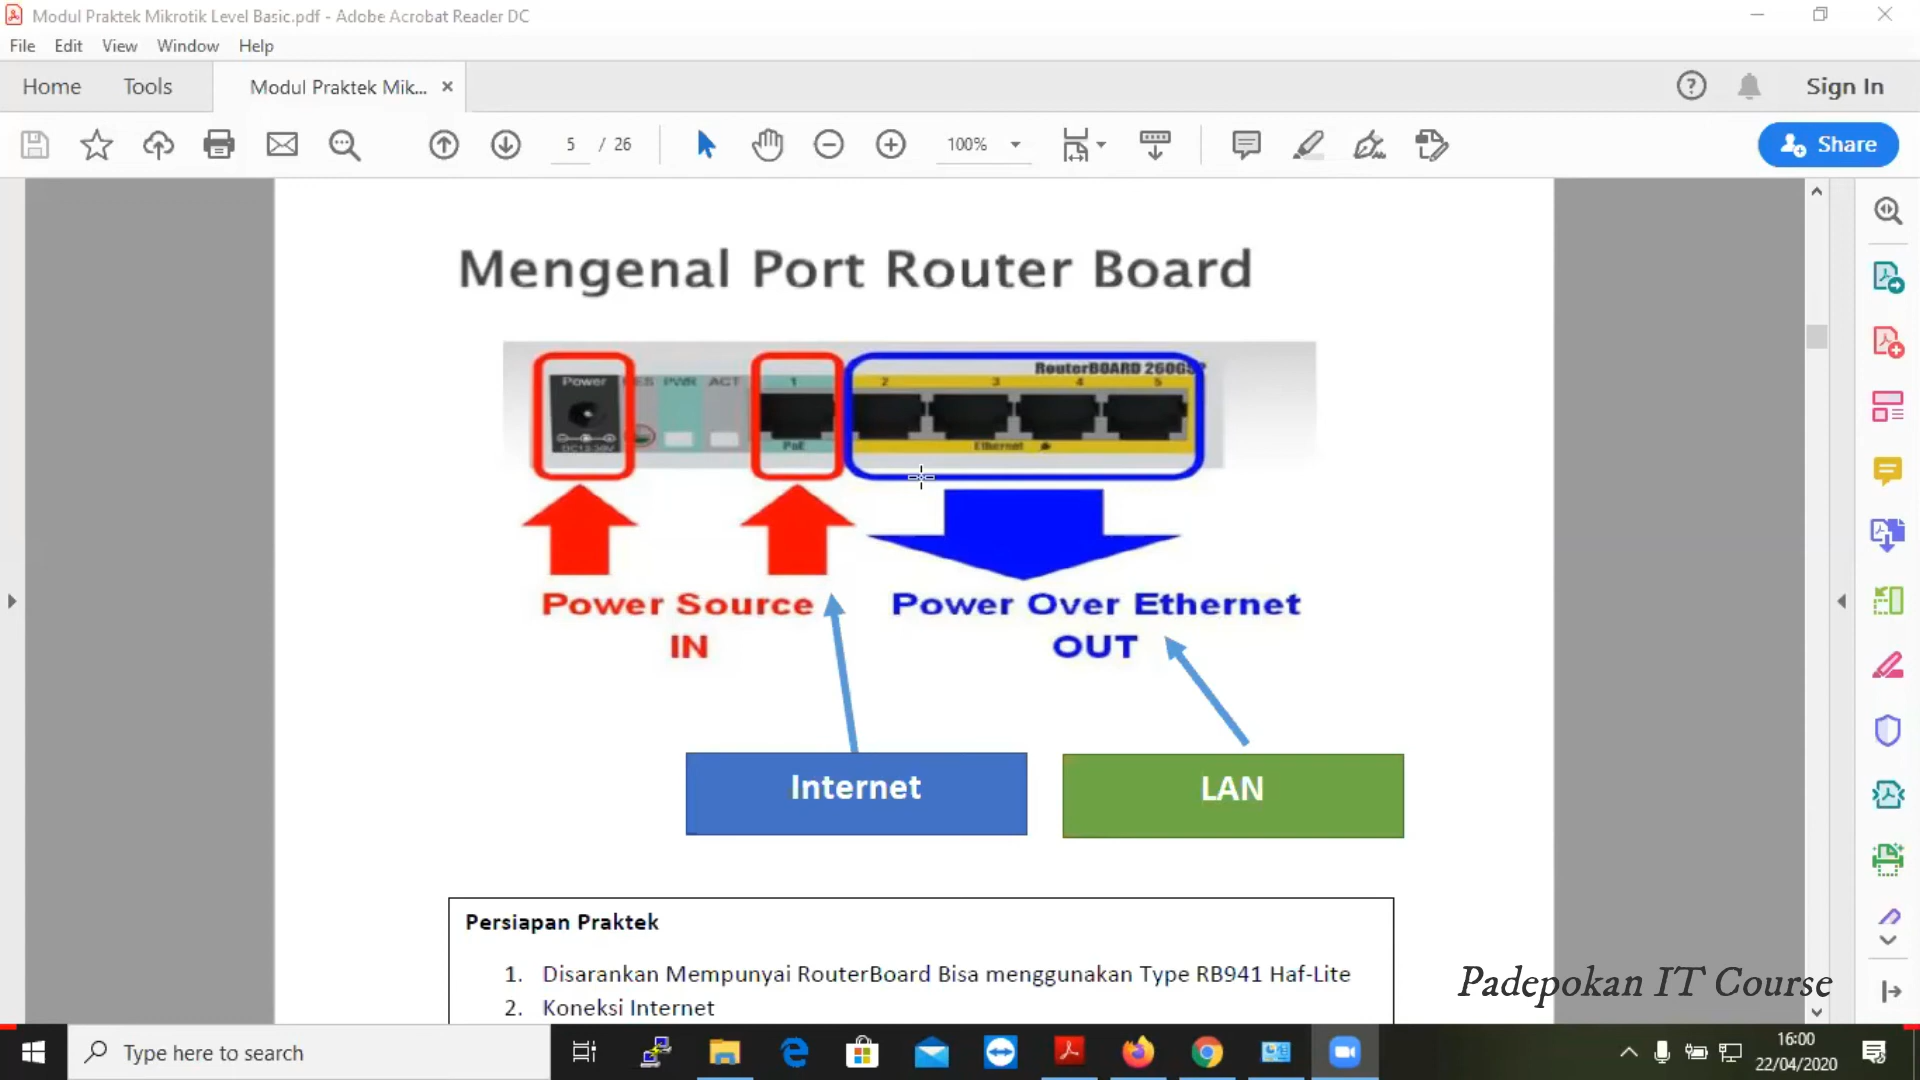 Modul Praktek Mikrotik Level Basic.pdf - Adobe Acrobat Reader DC
File Edit View Window Help
Home Tools Modul Praktek Mik... × Sign In
5 / 26 100% Share
Mengenal Port Router Board
RouterBOARD 260GS
Power PWR ACT 1 2 3 4 5
PoE Ethernet
Power Source Power Over Ethernet
IN OUT
Internet LAN
Persiapan Praktek
1. Disarankan Mempunyai RouterBoard Bisa menggunakan Type RB941 Haf-Lite
2. Koneksi Internet
Padepokan IT Course
Type here to search
16:00
22/04/2020